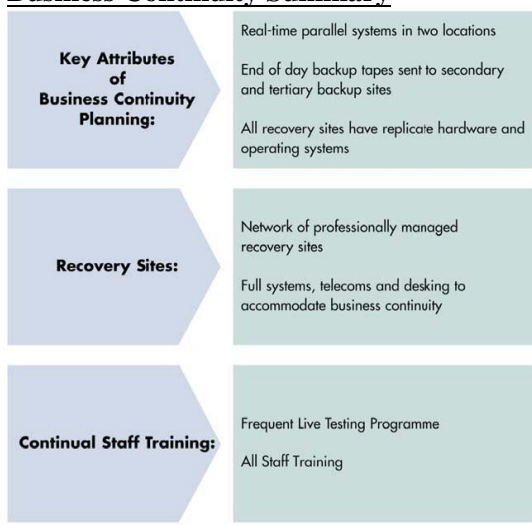 Business Continuity Summary
Key Attributes
of
Business Continuity
Planning:
Real-time parallel systems in two locations
End of day backup tapes sent to secondary
and tertiary backup sites
All recovery sites have replicate hardware and
operating systems
Recovery Sites:
Network of professionally managed
recovery sites
Full systems, telecoms and desking to
accommodate business continuity
Continual Staff Training:
Frequent Live Testing Programme
All Staff Training